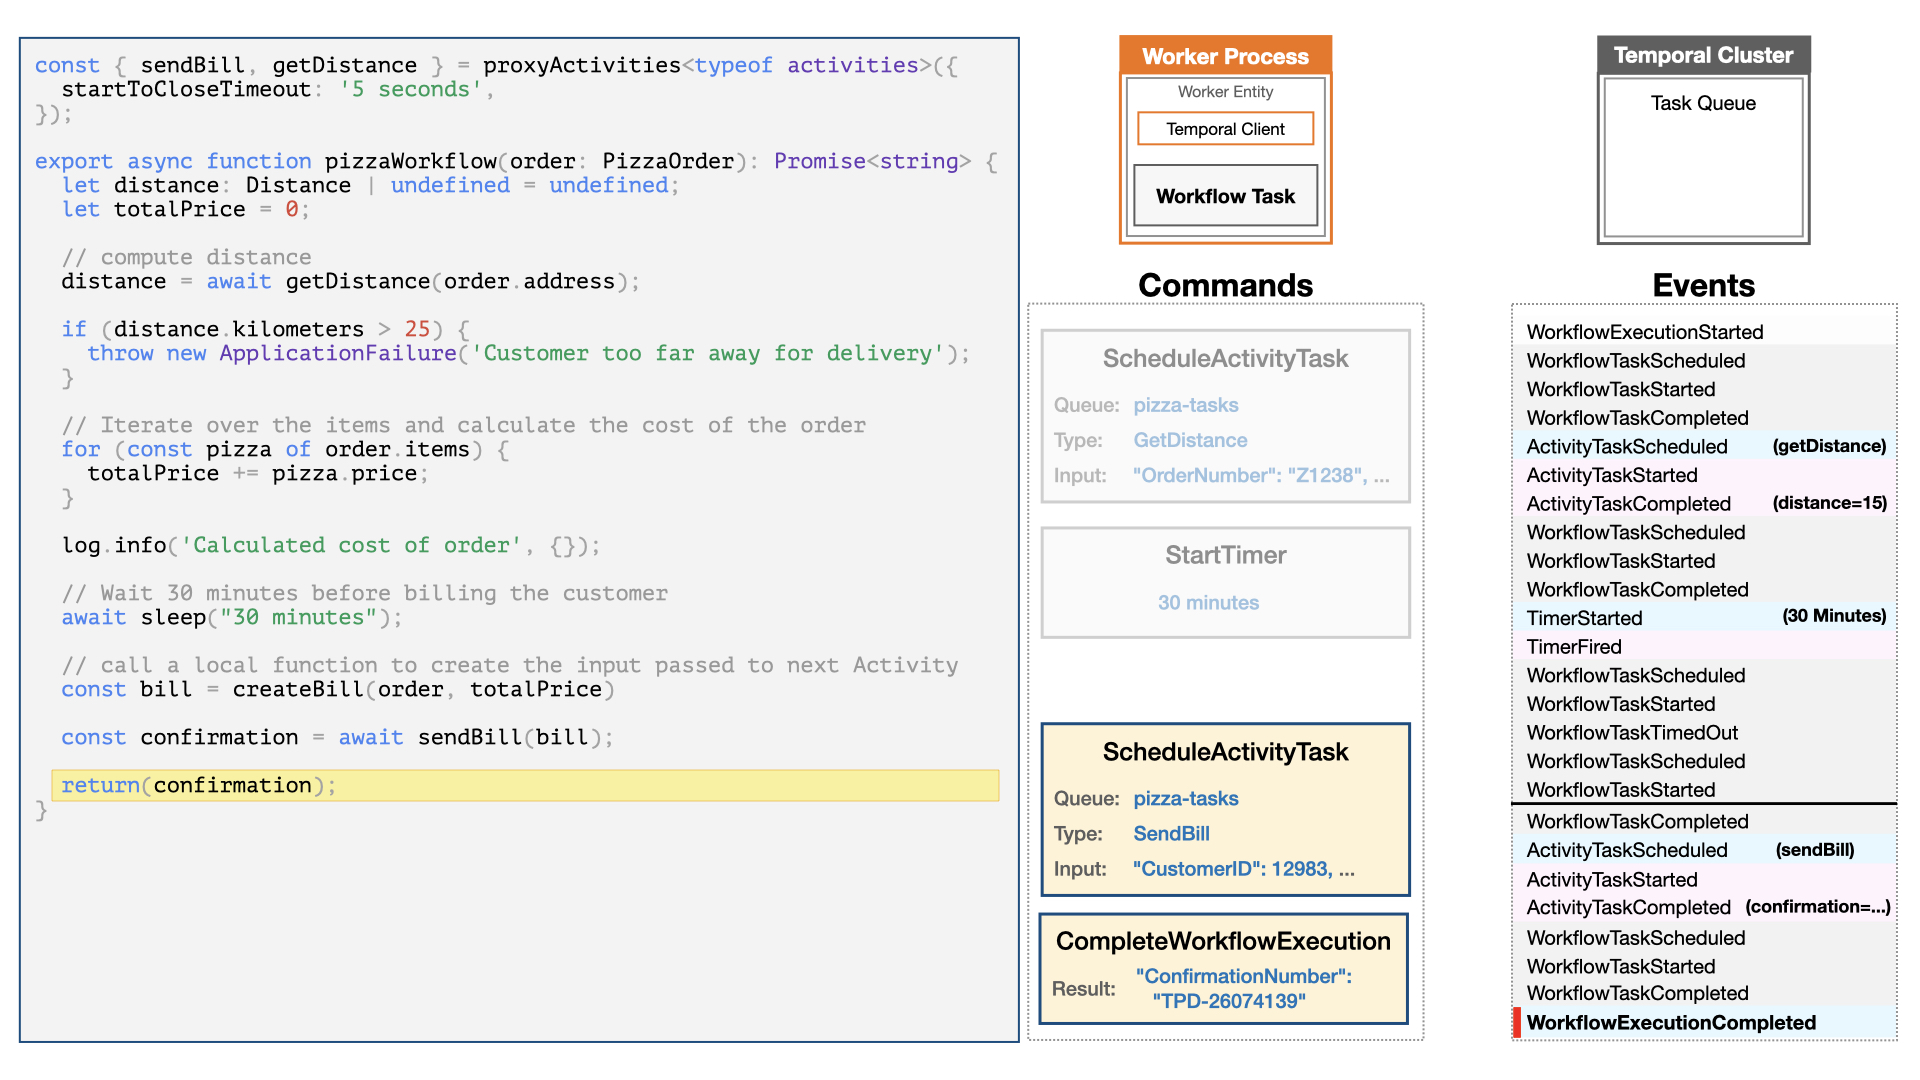 const { sendBill, getDistance } = proxyActivities<typeof activities>({
  startToCloseTimeout: '5 seconds',
});
export async function pizzaWorkflow(order: PizzaOrder): Promise<string> {
  let distance: Distance | undefined = undefined;
  let totalPrice = 0;
  // compute distance
  distance = await getDistance(order.address);
  if (distance.kilometers > 25) {
    throw new ApplicationFailure('Customer too far away for delivery');
  }
  // Iterate over the items and calculate the cost of the order
  for (const pizza of order.items) {
    totalPrice += pizza.price;
  }
  log.info('Calculated cost of order', {});
  // Wait 30 minutes before billing the customer
  await sleep("30 minutes");
  // call a local function to create the input passed to next Activity
  const bill = createBill(order, totalPrice)
  const confirmation = await sendBill(bill);
  return(confirmation);
}
Worker Process
Worker Entity
Temporal Client
Workflow Task
Commands
ScheduleActivityTask
Queue: pizza-tasks
Type: GetDistance
Input: "OrderNumber": "Z1238", ...
StartTimer
30 minutes
ScheduleActivityTask
Queue: pizza-tasks
Type: SendBill
Input: "CustomerID": 12983, ...
CompleteWorkflowExecution
Result: "ConfirmationNumber":
"TPD-26074139"
Temporal Cluster
Task Queue
Events
WorkflowExecutionStarted
WorkflowTaskScheduled
WorkflowTaskStarted
WorkflowTaskCompleted
ActivityTaskScheduled (getDistance)
ActivityTaskStarted
ActivityTaskCompleted (distance=15)
WorkflowTaskScheduled
WorkflowTaskStarted
WorkflowTaskCompleted
TimerStarted (30 Minutes)
TimerFired
WorkflowTaskScheduled
WorkflowTaskStarted
WorkflowTaskTimedOut
WorkflowTaskScheduled
WorkflowTaskStarted
WorkflowTaskCompleted
ActivityTaskScheduled (sendBill)
ActivityTaskStarted
ActivityTaskCompleted (confirmation=...)
WorkflowTaskScheduled
WorkflowTaskStarted
WorkflowTaskCompleted
WorkflowExecutionCompleted